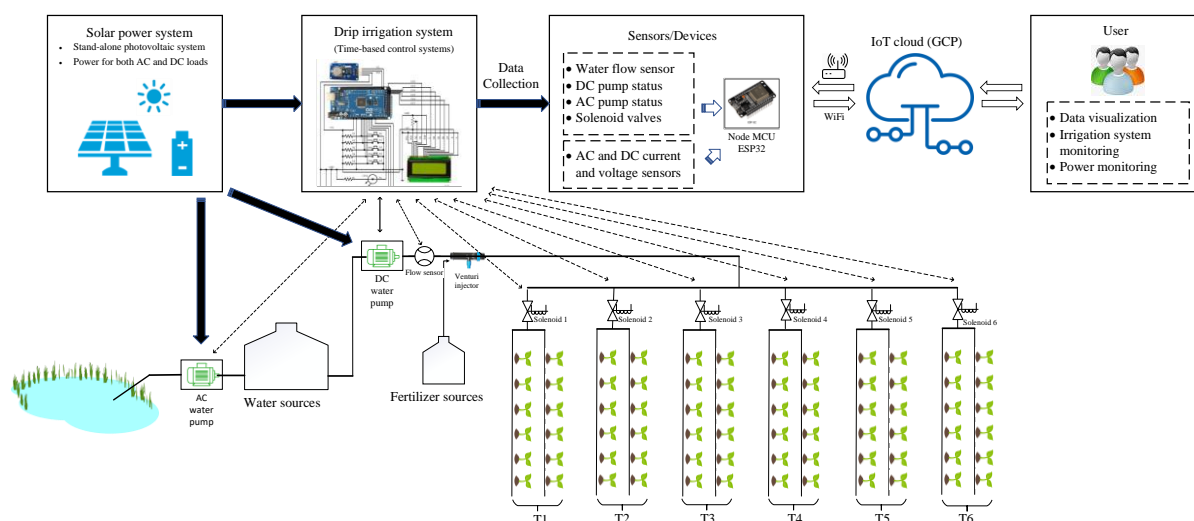 Solar power system
• Stand-alone photovoltaic system
• Power for both AC and DC loads
Drip irrigation system
(Time-based control systems)
Data
Collection
Sensors/Devices
• Water flow sensor
• DC pump status
• AC pump status
• Solenoid valves
• AC and DC current
and voltage sensors
Node MCU
ESP32
WiFi
IoT cloud (GCP)
User
• Data visualization
• Irrigation system
monitoring
• Power monitoring
DC
water
pump
Flow sensor
Venturi
injector
AC
water
pump
Water sources
Fertilizer sources
Solenoid 1
Solenoid 2
Solenoid 3
Solenoid 4
Solenoid 5
Solenoid 6
T1
T2
T3
T4
T5
T6